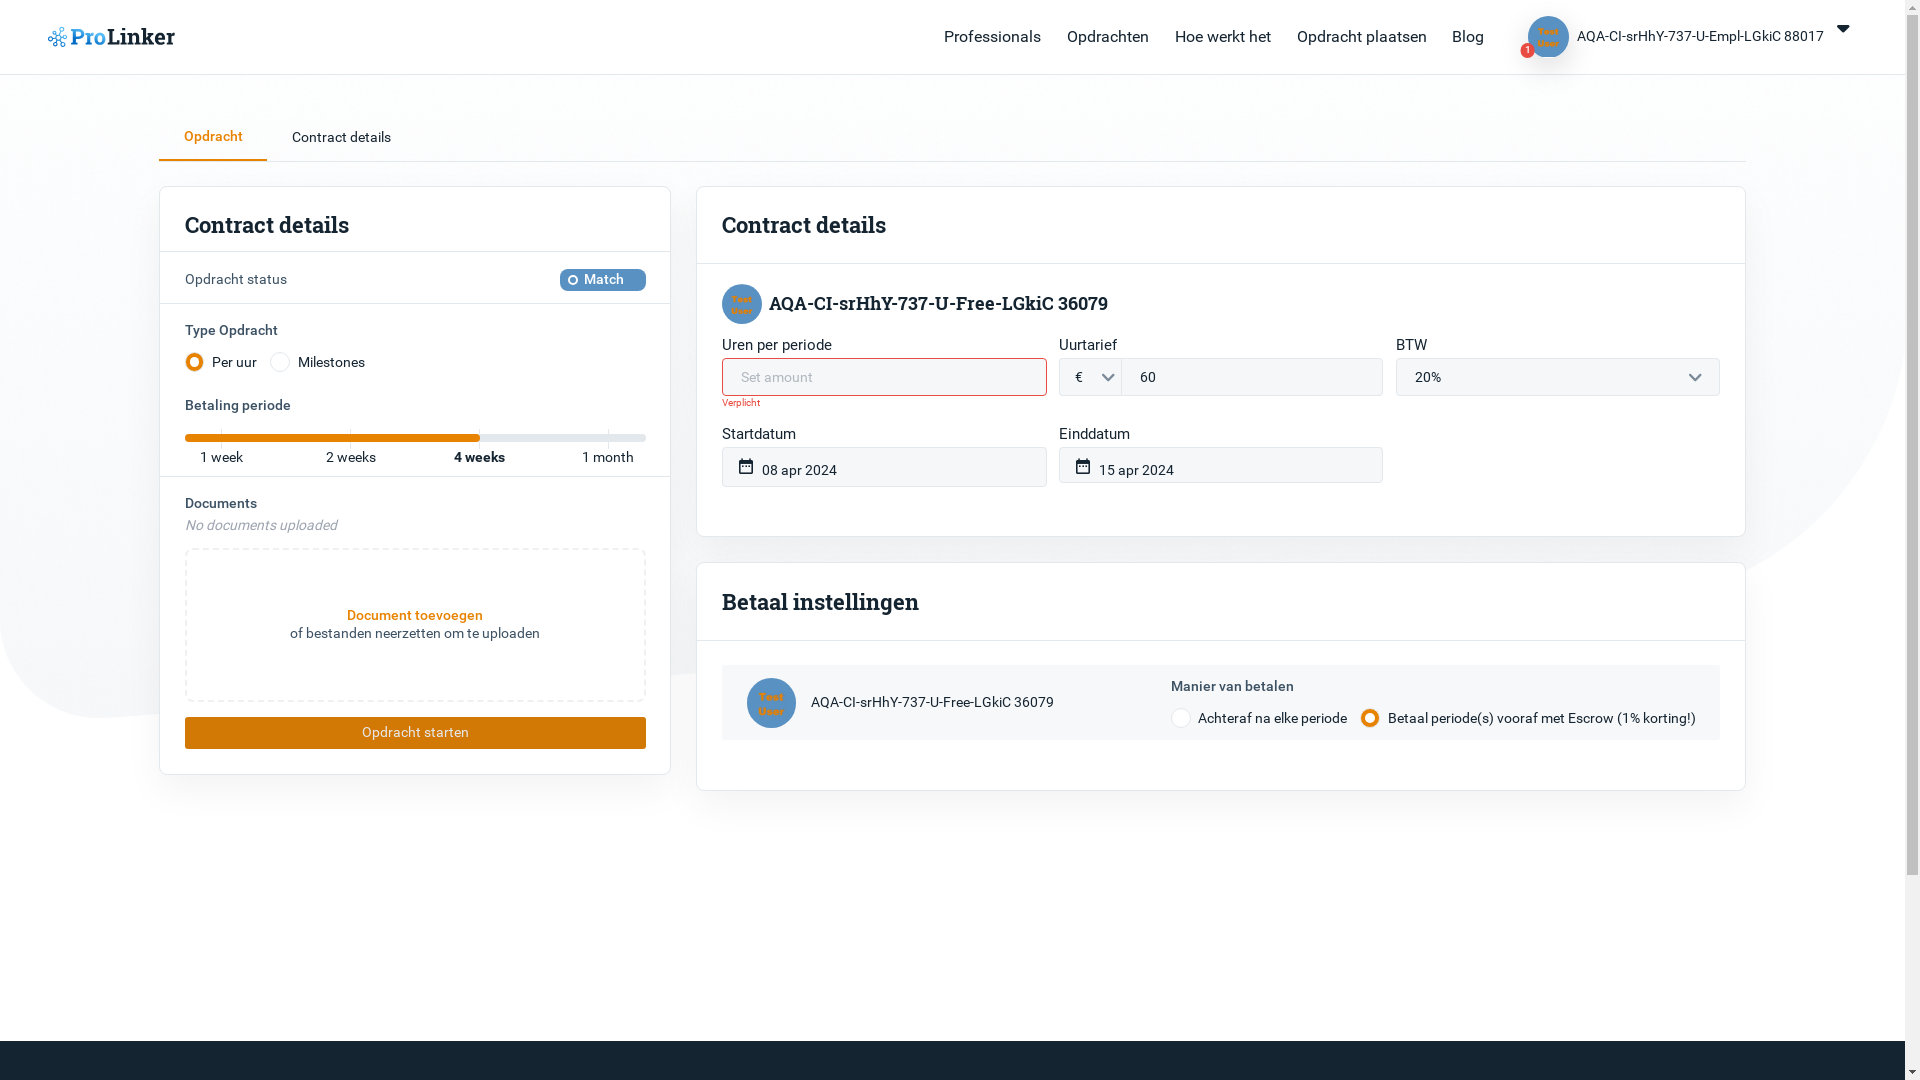 ProLinker
Professionals
Opdrachten
Hoe werkt het
Opdracht plaatsen
Blog
Test
User
1
AQA-CI-srHhY-737-U-Empl-LGkiC 88017
Opdracht
Contract details
Contract details
Opdracht status
Match
Type Opdracht
Per uur
Milestones
Betaling periode
1 week
2 weeks
4 weeks
1 month
Documents
No documents uploaded
Document toevoegen
of bestanden neerzetten om te uploaden
Opdracht starten
Contract details
Test
User
AQA-CI-srHhY-737-U-Free-LGkiC 36079
Uren per periode
Uurtarief
BTW
Set amount
€
60
20%
Verplicht
Startdatum
Einddatum
08 apr 2024
15 apr 2024
Betaal instellingen
Test
User
AQA-CI-srHhY-737-U-Free-LGkiC 36079
Manier van betalen
Achteraf na elke periode
Betaal periode(s) vooraf met Escrow (1% korting!)